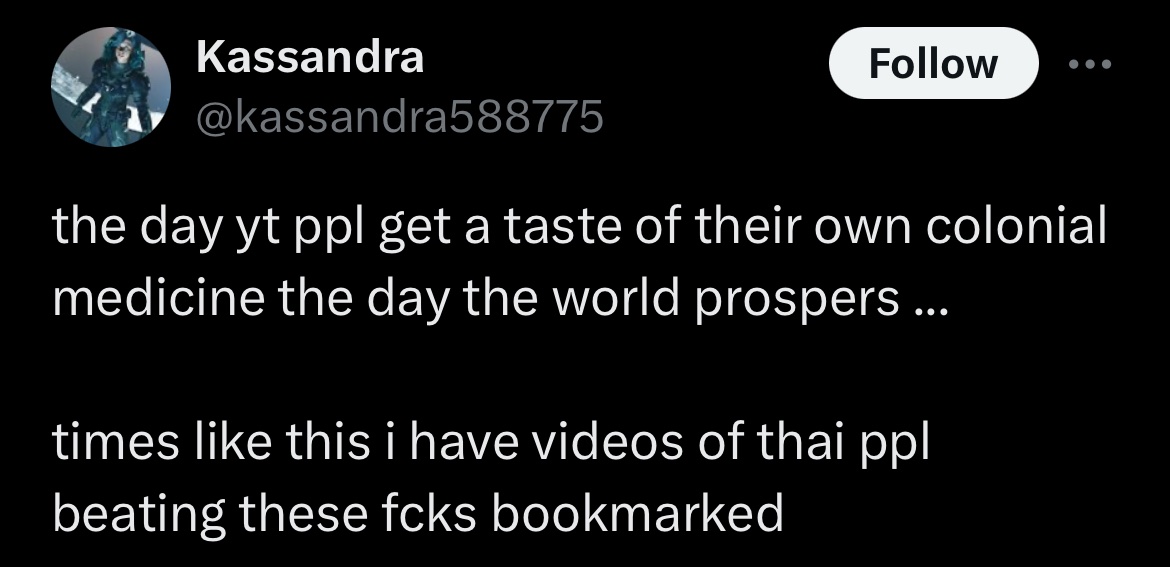 Kassandra
Follow
@kassandra588775
the day yt ppl get a taste of their own colonial
medicine the day the world prospers ...
times like this i have videos of thai ppl
beating these fcks bookmarked